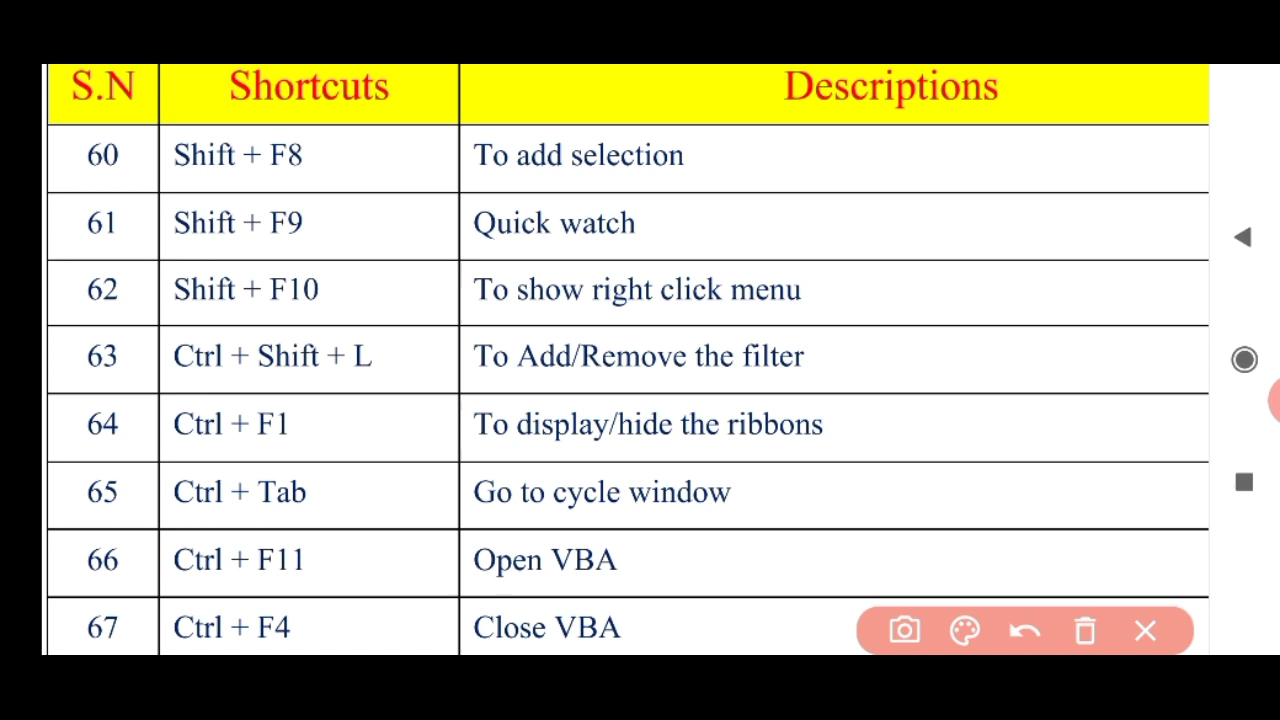 S.N Shortcuts Descriptions
60 Shift + F8 To add selection
61 Shift + F9 Quick watch
62 Shift + F10 To show right click menu
63 Ctrl + Shift + L To Add/Remove the filter
64 Ctrl + F1 To display/hide the ribbons
65 Ctrl + Tab Go to cycle window
66 Ctrl + F11 Open VBA
67 Ctrl + F4 Close VBA